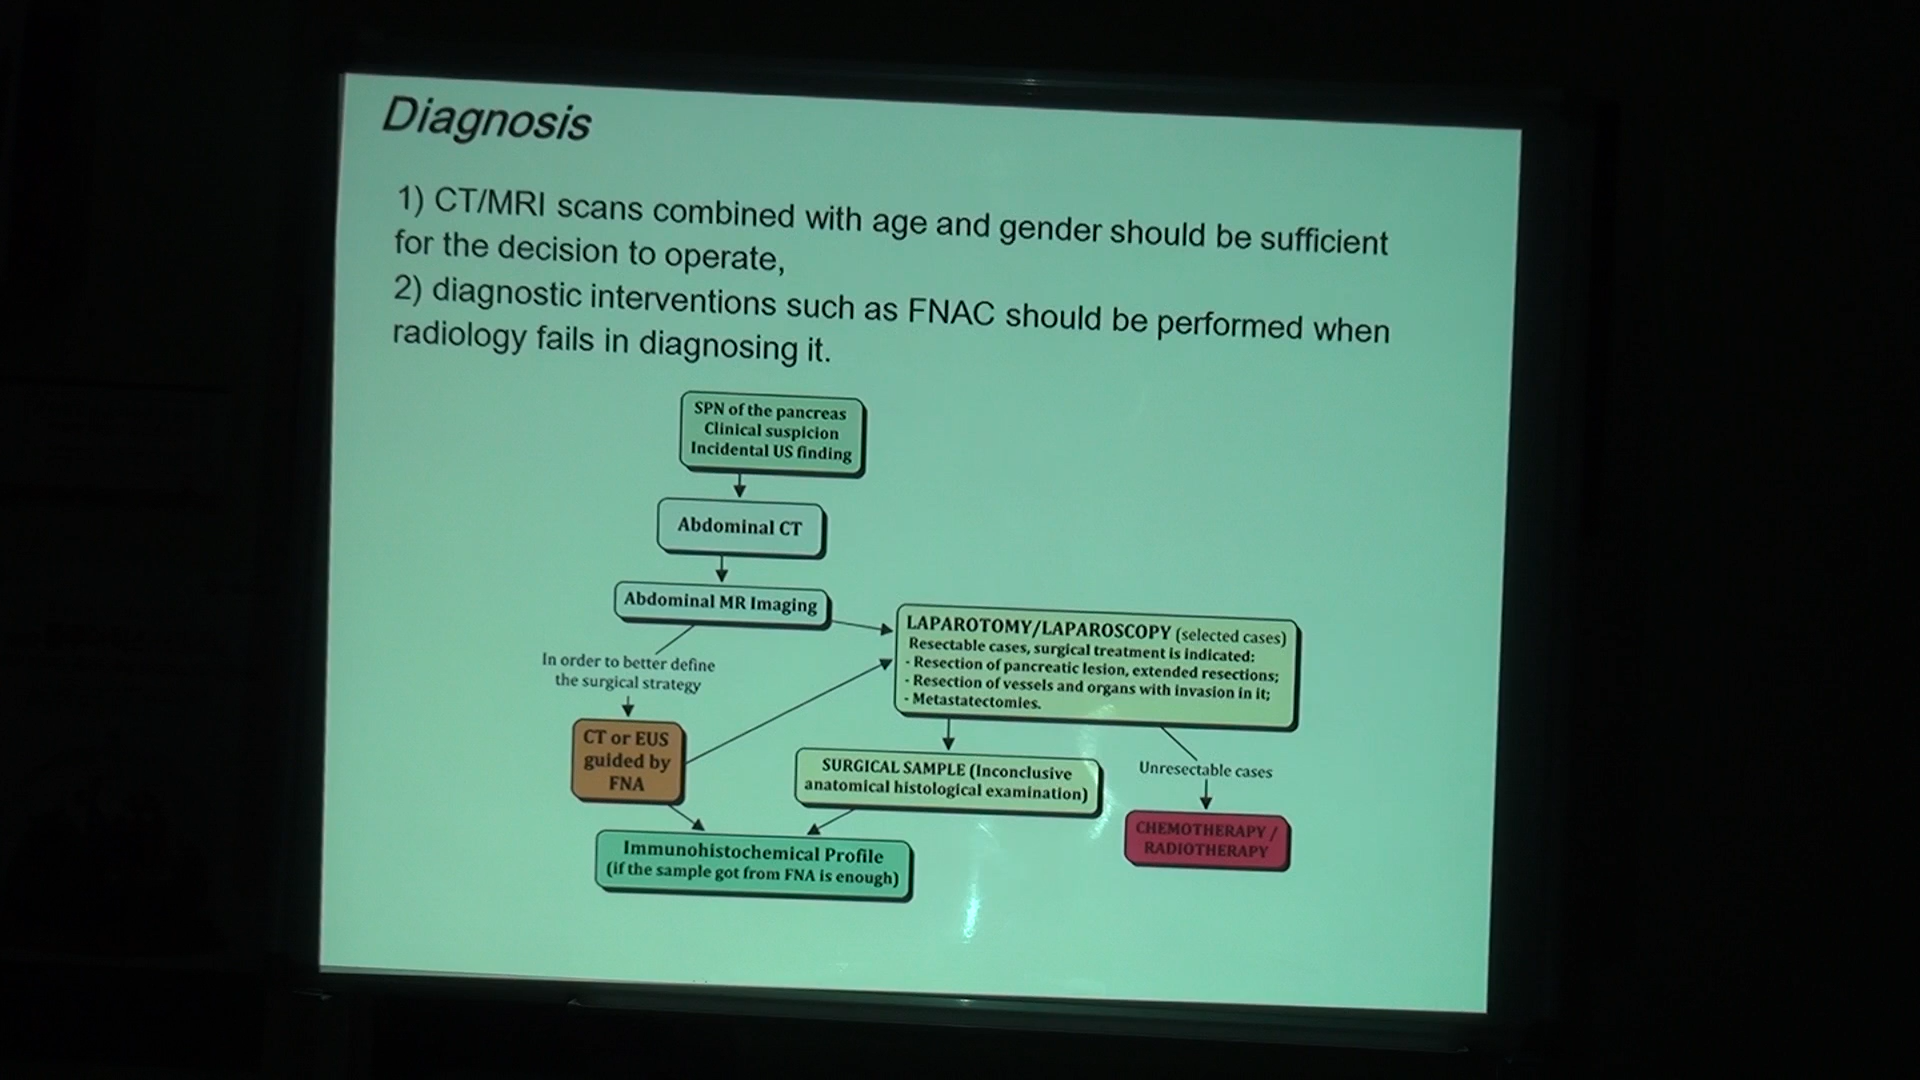 Diagnosis
1) CT/MRI scans combined with age and gender should be sufficient
for the decision to operate,
2) diagnostic interventions such as FNAC should be performed when
radiology fails in diagnosing it.
SPN of the pancreas
Clinical suspicion
Incidental US finding
Abdominal CT
Abdominal MR Imaging
In order to better define
the surgical strategy
CT or EUS
guided by
FNA
LAPAROTOMY/LAPAROSCOPY (selected cases)
Resectable cases, surgical treatment is indicated:
- Resection of pancreatic lesion, extended resections;
- Resection of vessels and organs with invasion in it;
- Metastatectomies.
SURGICAL SAMPLE (Inconclusive
anatomical histological examination)
Unresectable cases
CHEMOTHERAPY /
RADIOTHERAPY
Immunohistochemical Profile
(if the sample got from FNA is enough)